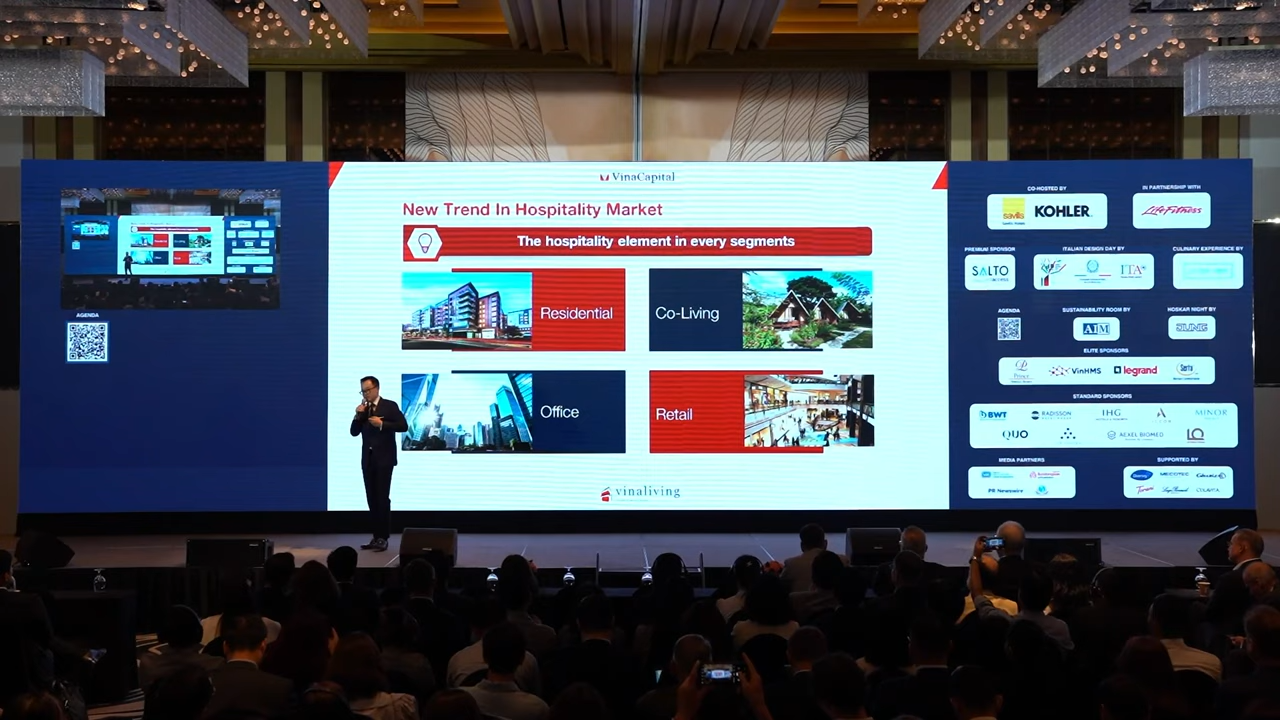 VinaCapital
New Trend In Hospitality Market
The hospitality element in every segments
Residential
Co-Living
Office
Retail
vinaliving
AGENDA
CO-HOSTED BY
IN PARTNERSHIP WITH
savills
KOHLER
LifeFitness
PREMIUM SPONSOR
ITALIAN DESIGN DAY BY
CULINARY EXPERIENCE BY
SALTO
ITA
AGENDA
SUSTAINABILITY ROOM BY
HOSKAR NIGHT BY
AIM
ELITE SPONSORS
VinHMS
legrand
Serta
STANDARD SPONSORS
BWT
RADISSON
IHG
MINOR
QUO
ACXEL BIOMED
MEDIA PARTNERS
SUPPORTED BY
PR Newswire